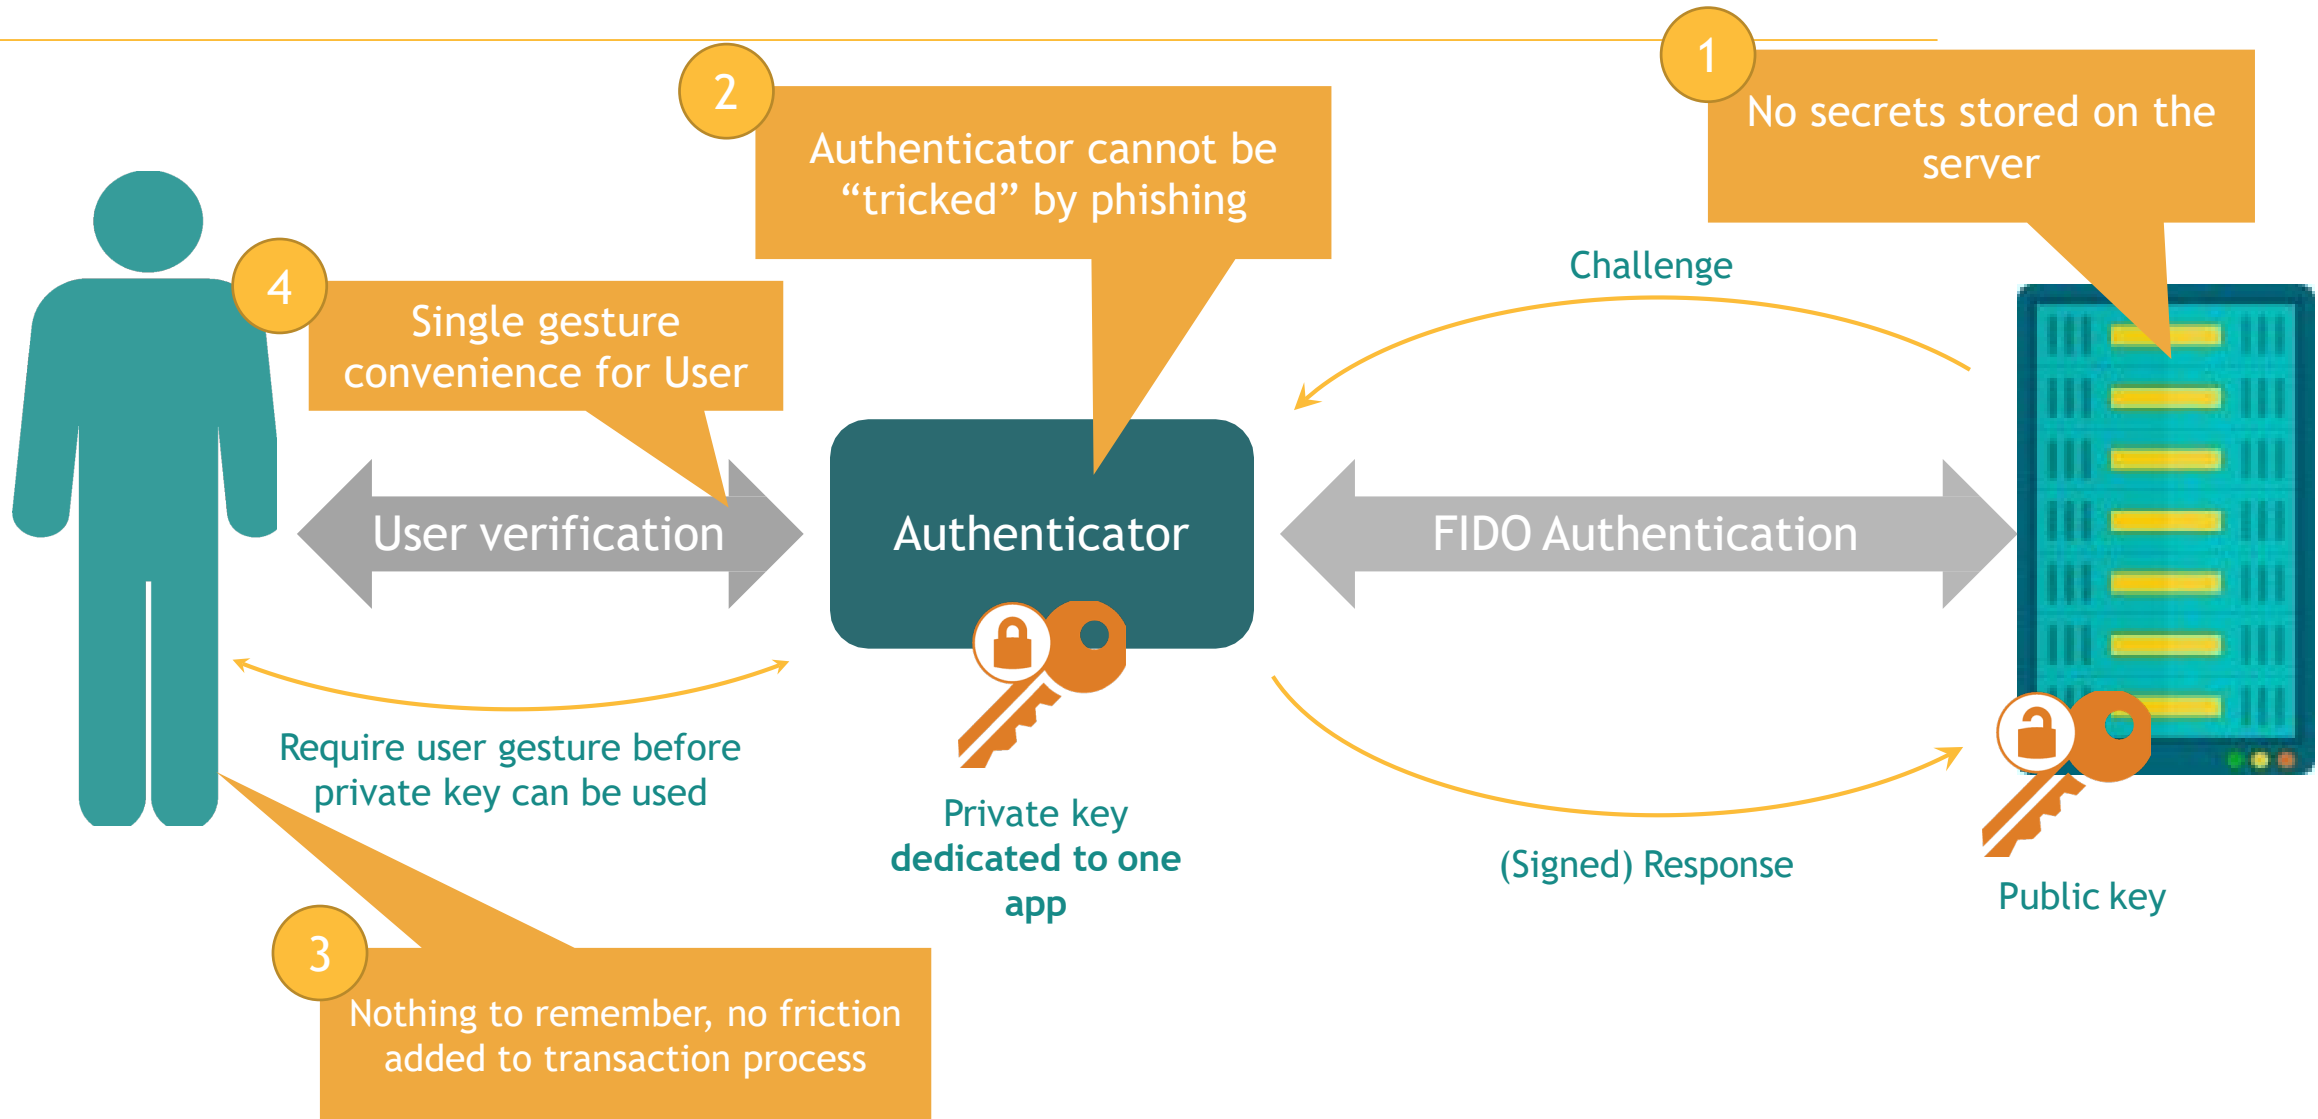 1
No secrets stored on the
server
2
Authenticator cannot be
“tricked” by phishing
4
Single gesture
convenience for User
Challenge
User verification
Authenticator
FIDO Authentication
Require user gesture before
private key can be used
Private key
dedicated to one
app
(Signed) Response
Public key
3
Nothing to remember, no friction
added to transaction process